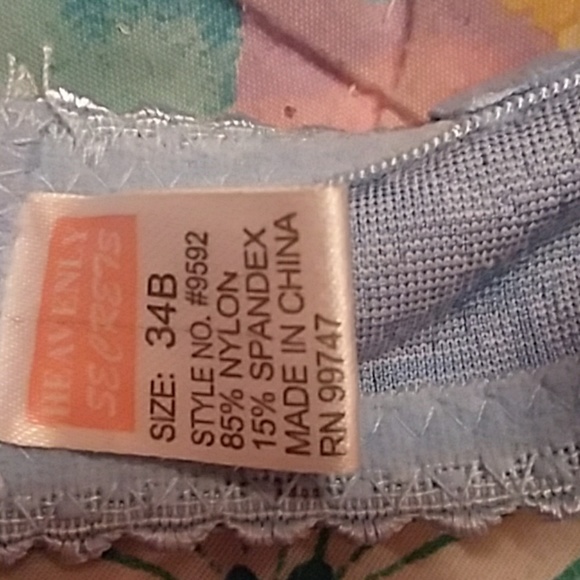 HEAVENLY
SECRETS
SIZE: 34B
STYLE NO. #9592
85% NYLON
15% SPANDEX
MADE IN CHINA
RN 99747